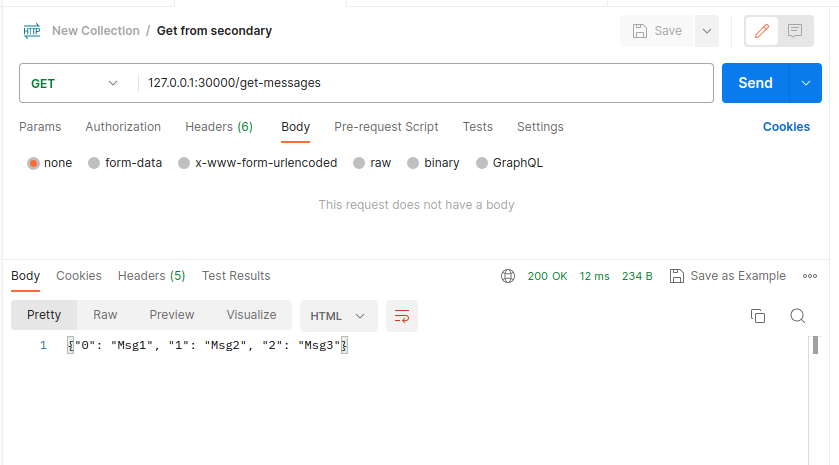 HTTP New Collection / Get from secondary Save
GET 127.0.0.1:30000/get-messages Send
Params Authorization Headers (6) Body Pre-request Script Tests Settings Cookies
none form-data x-www-form-urlencoded raw binary GraphQL
This request does not have a body
Body Cookies Headers (5) Test Results 200 OK 12 ms 234 B Save as Example
Pretty Raw Preview Visualize HTML
1 {"0": "Msg1", "1": "Msg2", "2": "Msg3"}